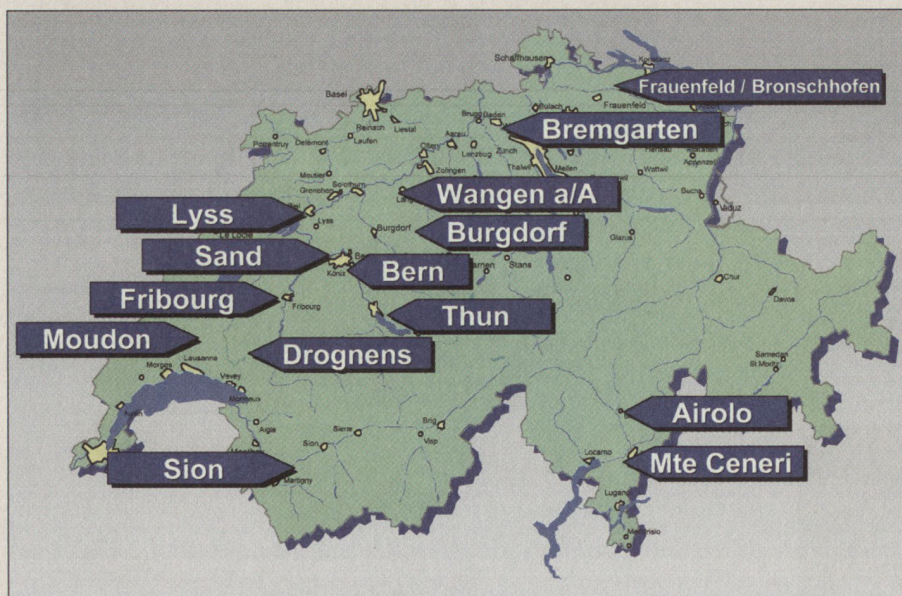 Schaffhausen
Konstanz
Frauenfeld / Bronschhofen
Basel
Bülach
Frauenfeld
Brugg
Baden
Bremgarten
Reinach
Liestal
Laufen
Porrentruy
Delémont
Aarau
Olten
Lenzburg
Zürich
Thalwil
Meilen
Herisau
Appenzell
Wattwil
Moutier
Zofingen
Grenchen
Solothurn
Wangen a/A
Buchs
Vaduz
Lyss
Lyss
Le Locle
Burgdorf
Burgdorf
Glarus
Sand
Bern
Köniz
Stans
Chur
Davos
Fribourg
Fribourg
Thun
Moudon
Drognens
Lausanne
Morges
Vevey
Montreux
Samedan
St.Moritz
Aigle
Airolo
Brig
Visp
Sierre
Sion
Sion
Martigny
Locarno
Mte Ceneri
Lugano
Mendrisio